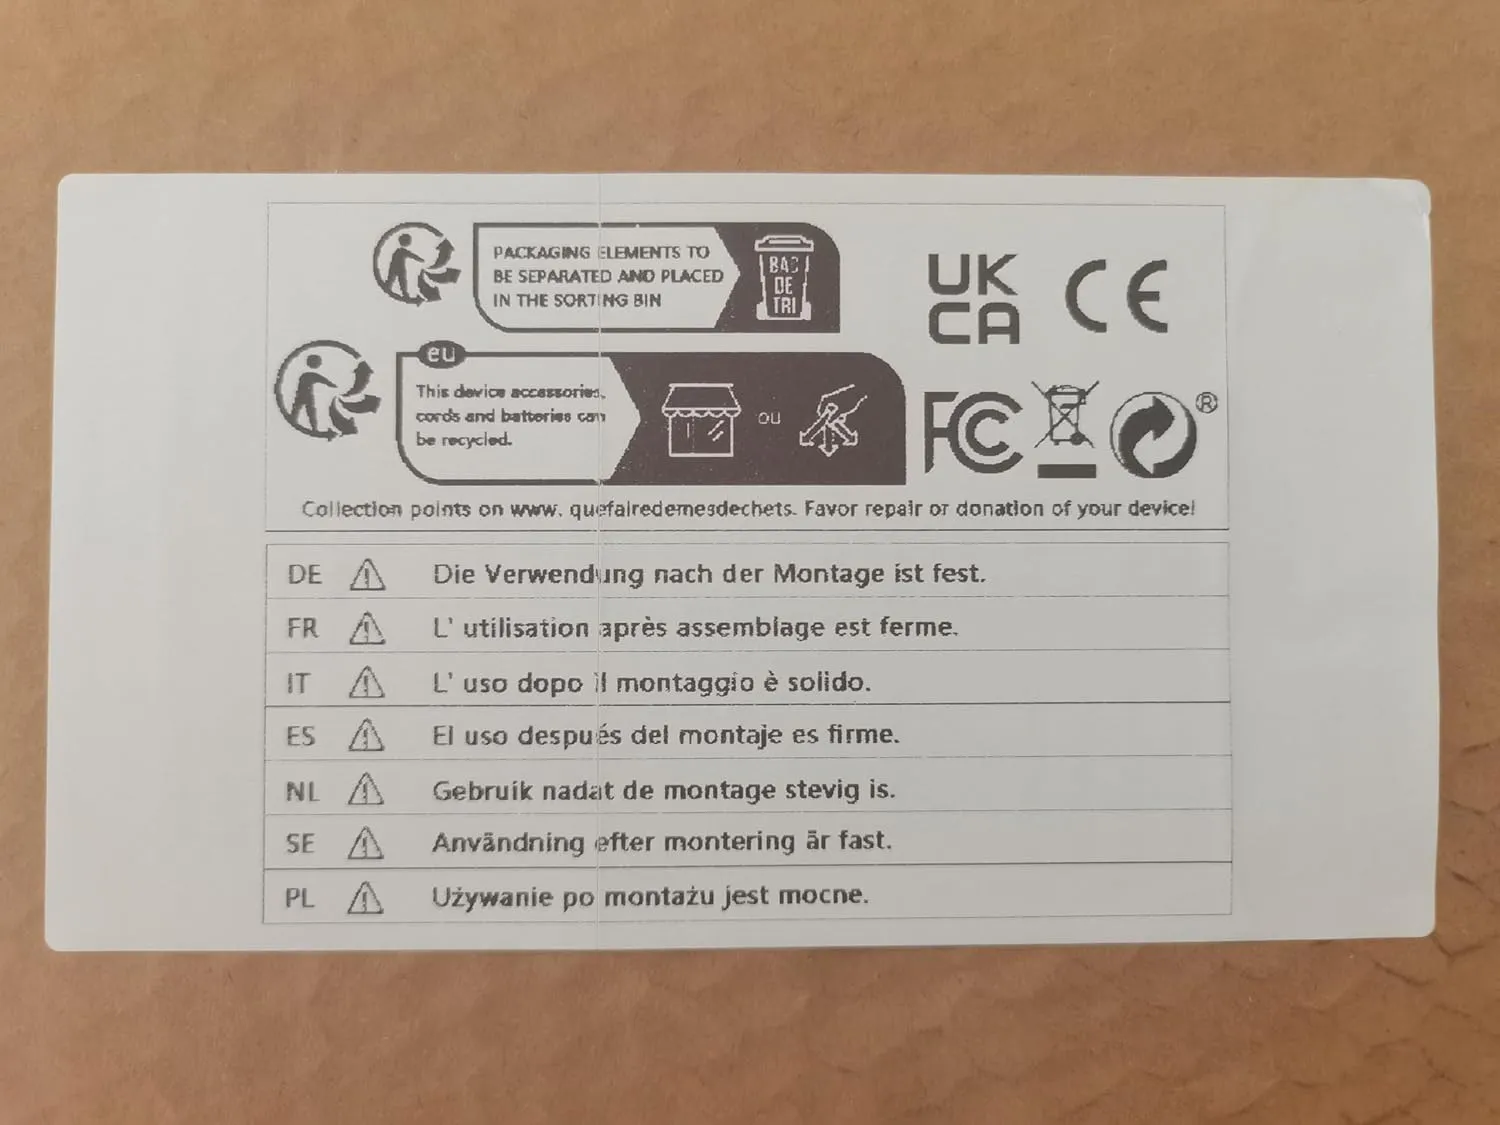 PACKAGING ELEMENTS TO
BE SEPARATED AND PLACED
IN THE SORTING BIN
BAC
DE
TRI
UK
CA
CE
eu
This device accessories,
cords and batteries can
be recycled.
ou
FC
®
Collection points on www. quefairedemesdechets. Favor repair or donation of your device!
DE Die Verwendung nach der Montage ist fest.
FR L' utilisation après assemblage est ferme.
IT L' uso dopo il montaggio è solido.
ES El uso después del montaje es firme.
NL Gebruik nadat de montage stevig is.
SE Användning efter montering är fast.
PL Używanie po montażu jest mocne.